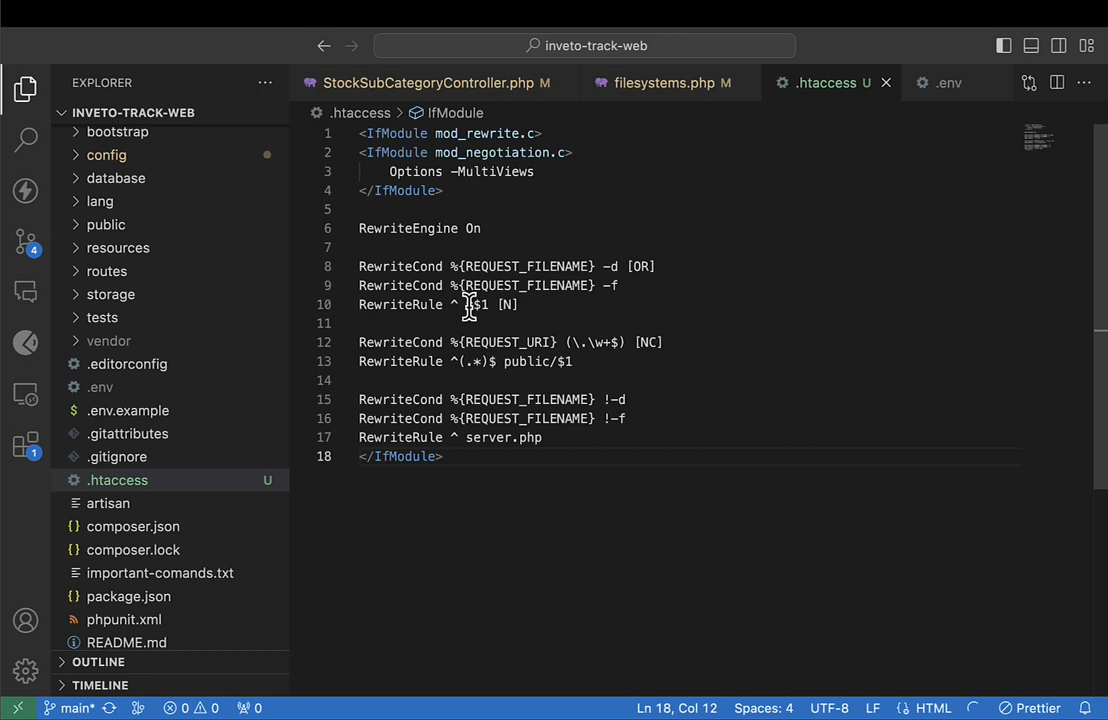 inveto-track-web
EXPLORER
StockSubCategoryController.php M
filesystems.php M
.htaccess U
.env
INVETO-TRACK-WEB
bootstrap
config
database
lang
public
resources
routes
storage
tests
vendor
.editorconfig
.env
.env.example
.gitattributes
.gitignore
.htaccess U
artisan
composer.json
composer.lock
important-comands.txt
package.json
phpunit.xml
README.md
OUTLINE
TIMELINE
4
1
.htaccess > IfModule
1 <IfModule mod_rewrite.c>
2 <IfModule mod_negotiation.c>
3 Options -MultiViews
4 </IfModule>
5
6 RewriteEngine On
7
8 RewriteCond %{REQUEST_FILENAME} -d [OR]
9 RewriteCond %{REQUEST_FILENAME} -f
10 RewriteRule ^ $1 [N]
11
12 RewriteCond %{REQUEST_URI} (\.\w+$) [NC]
13 RewriteRule ^(.*)$ public/$1
14
15 RewriteCond %{REQUEST_FILENAME} !-d
16 RewriteCond %{REQUEST_FILENAME} !-f
17 RewriteRule ^ server.php
18 </IfModule>
main* 0 0 0 Ln 18, Col 12 Spaces: 4 UTF-8 LF {} HTML Prettier